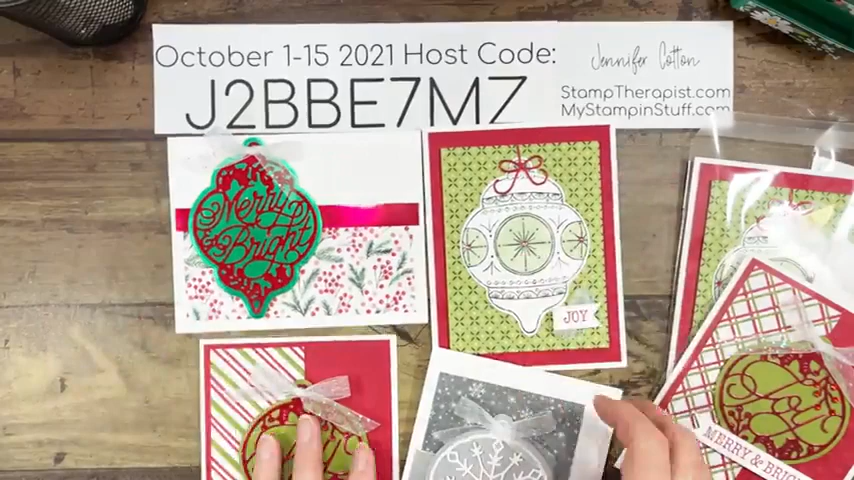 October 1-15 2021 Host Code:
J2BBE7MZ
Jennifer Cotton
StampTherapist.com
MyStampinStuff.com
Merry
& Bright
JOY
MERRY & BRIGHT